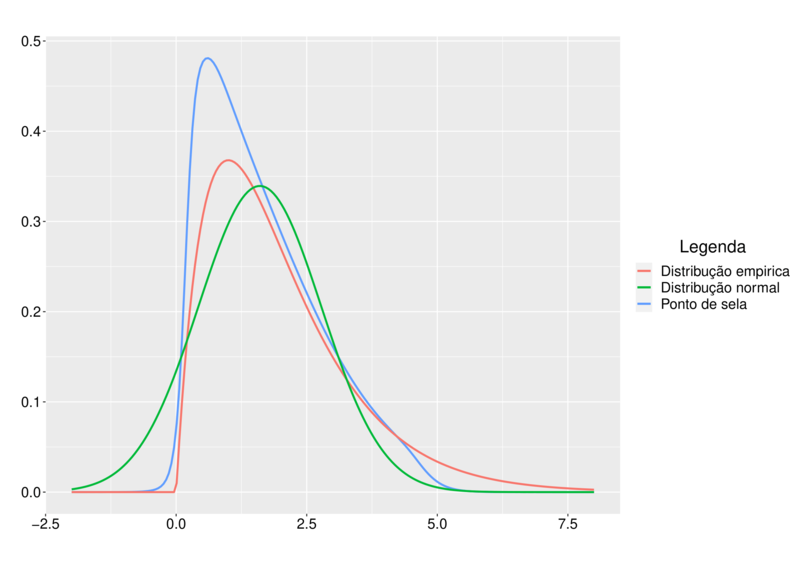 0.5
0.4
0.3
0.2
0.1
0.0
−2.5
0.0
2.5
5.0
7.5
Legenda
Distribução empirica
Distribução normal
Ponto de sela